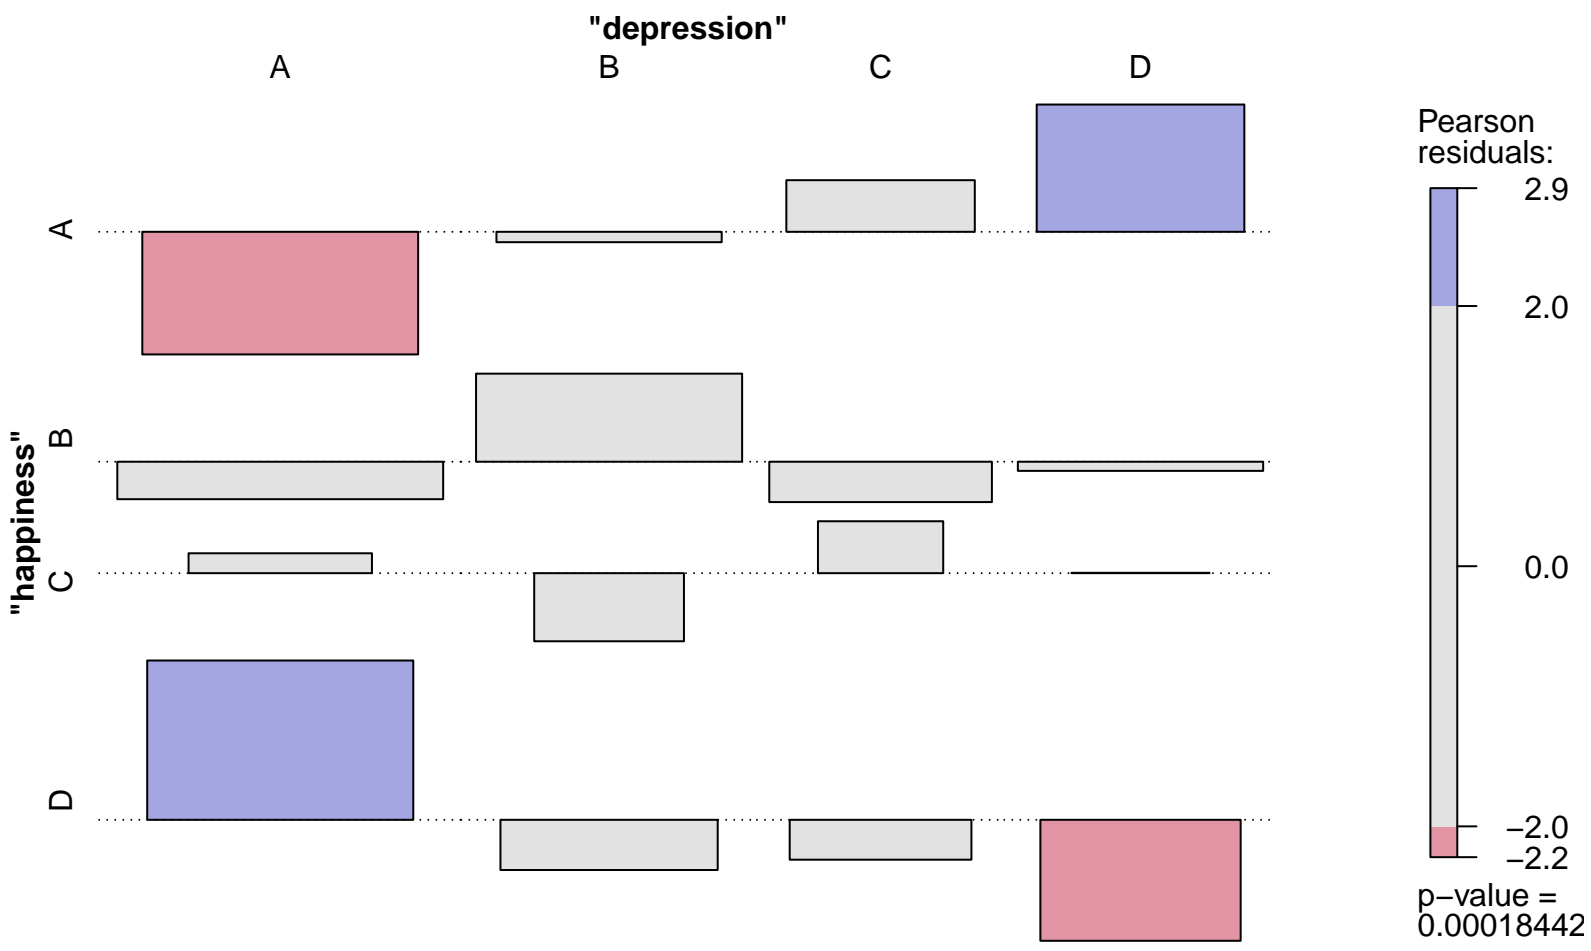 "depression"
A B C D
"happiness"
A
B
C
D
Pearson
residuals:
2.9
2.0
0.0
−2.0
−2.2
p−value =
0.00018442